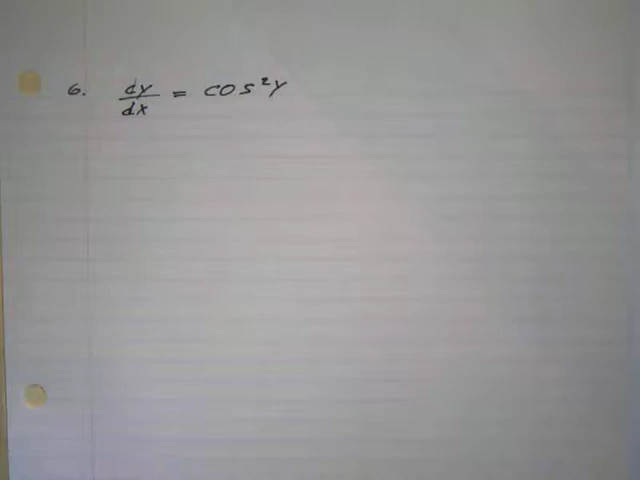 6. dy/dx = cos²y